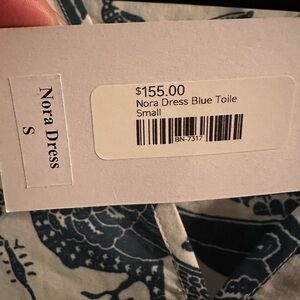 $155.00
Nora Dress Blue Toile
Small
BN-7317
Nora Dress
S